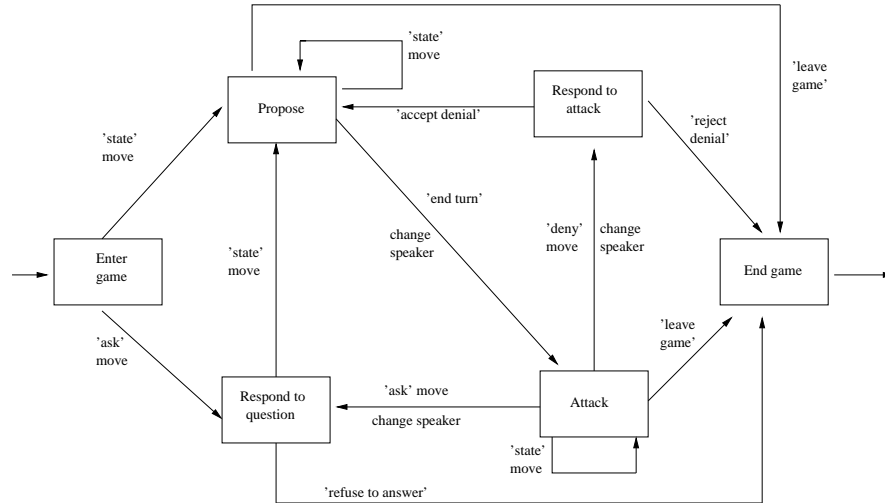 'state'
move
'leave
game'
Propose
Respond to
attack
'accept denial'
'reject
denial'
'state'
move
'end turn'
change
speaker
'deny'
move
change
speaker
'state'
move
Enter
game
End game
'ask'
move
'leave
game'
Respond to
question
'ask' move
change speaker
Attack
'state'
move
'refuse to answer'